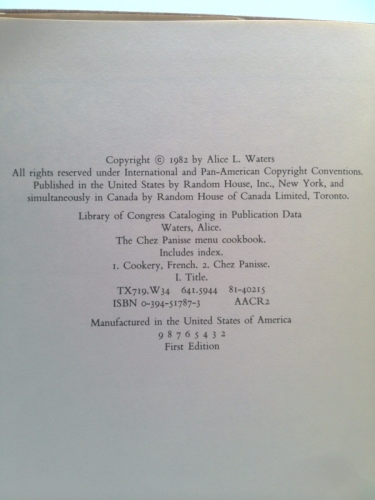 Copyright © 1982 by Alice L. Waters
All rights reserved under International and Pan-American Copyright Conventions.
Published in the United States by Random House, Inc., New York, and
simultaneously in Canada by Random House of Canada Limited, Toronto.
Library of Congress Cataloging in Publication Data
Waters, Alice.
The Chez Panisse menu cookbook.
Includes index.
1. Cookery, French. 2. Chez Panisse.
I. Title.
TX719.W34 641.5944 81-40215
ISBN 0-394-51787-3 AACR2
Manufactured in the United States of America
9 8 7 6 5 4 3 2
First Edition